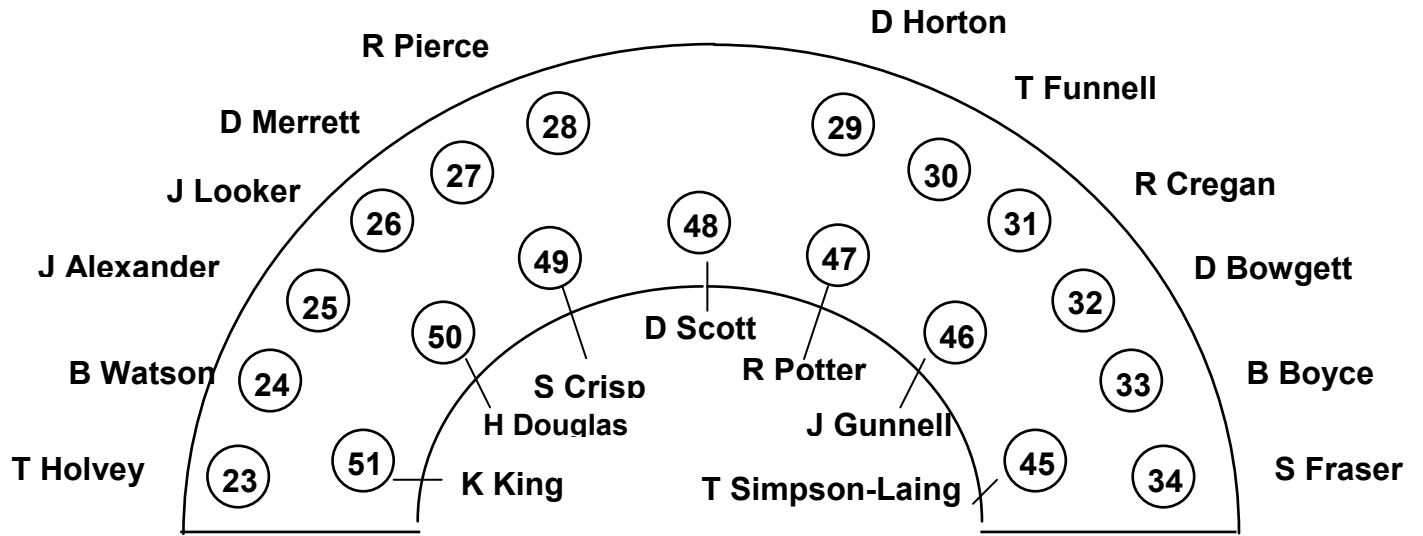 D Horton
R Pierce
T Funnell
D Merrett
28
29
27
30
J Looker
R Cregan
26
31
48
49
47
J Alexander
D Bowgett
25
32
50
46
D Scott
R Potter
B Watson
24
33
B Boyce
S Crisp
H Douglas
J Gunnell
T Holvey
23
51
K King
T Simpson-Laing
45
34
S Fraser